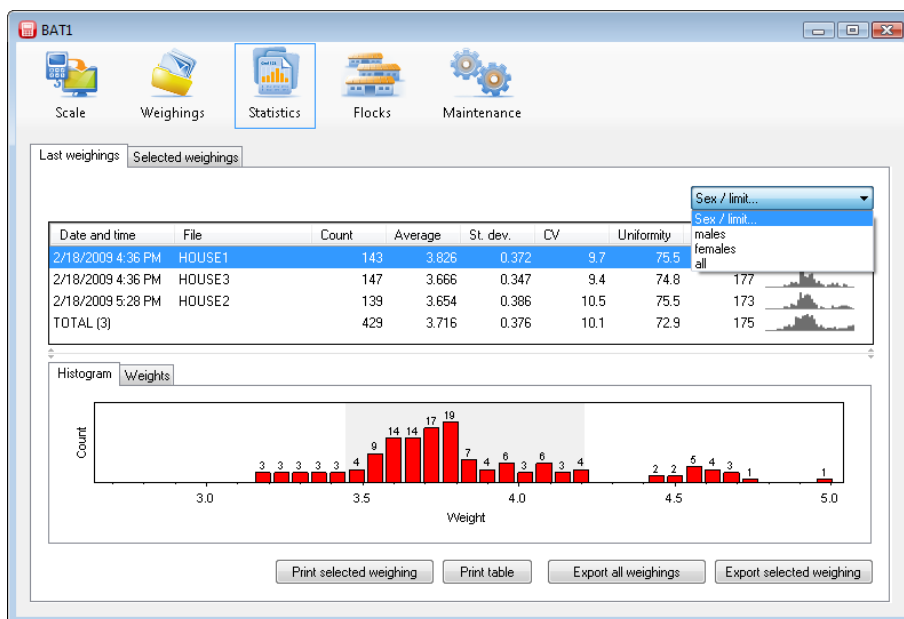 BAT1
Scale Weighings Statistics Flocks Maintenance
Last weighings Selected weighings
Sex / limit...
Sex / limit...
males
females
all
Date and time File Count Average St. dev. CV Uniformity
2/18/2009 4:36 PM HOUSE1 143 3.826 0.372 9.7 75.5
2/18/2009 4:36 PM HOUSE3 147 3.666 0.347 9.4 74.8 177
2/18/2009 5:28 PM HOUSE2 139 3.654 0.386 10.5 75.5 173
TOTAL (3) 429 3.716 0.376 10.1 72.9 175
Histogram Weights
Count
3 3 3 3 3 4 9 14 14 17 19 7 4 6 3 6 3 4 2 2 5 4 3 1 1
3.0 3.5 4.0 4.5 5.0
Weight
Print selected weighing Print table Export all weighings Export selected weighing